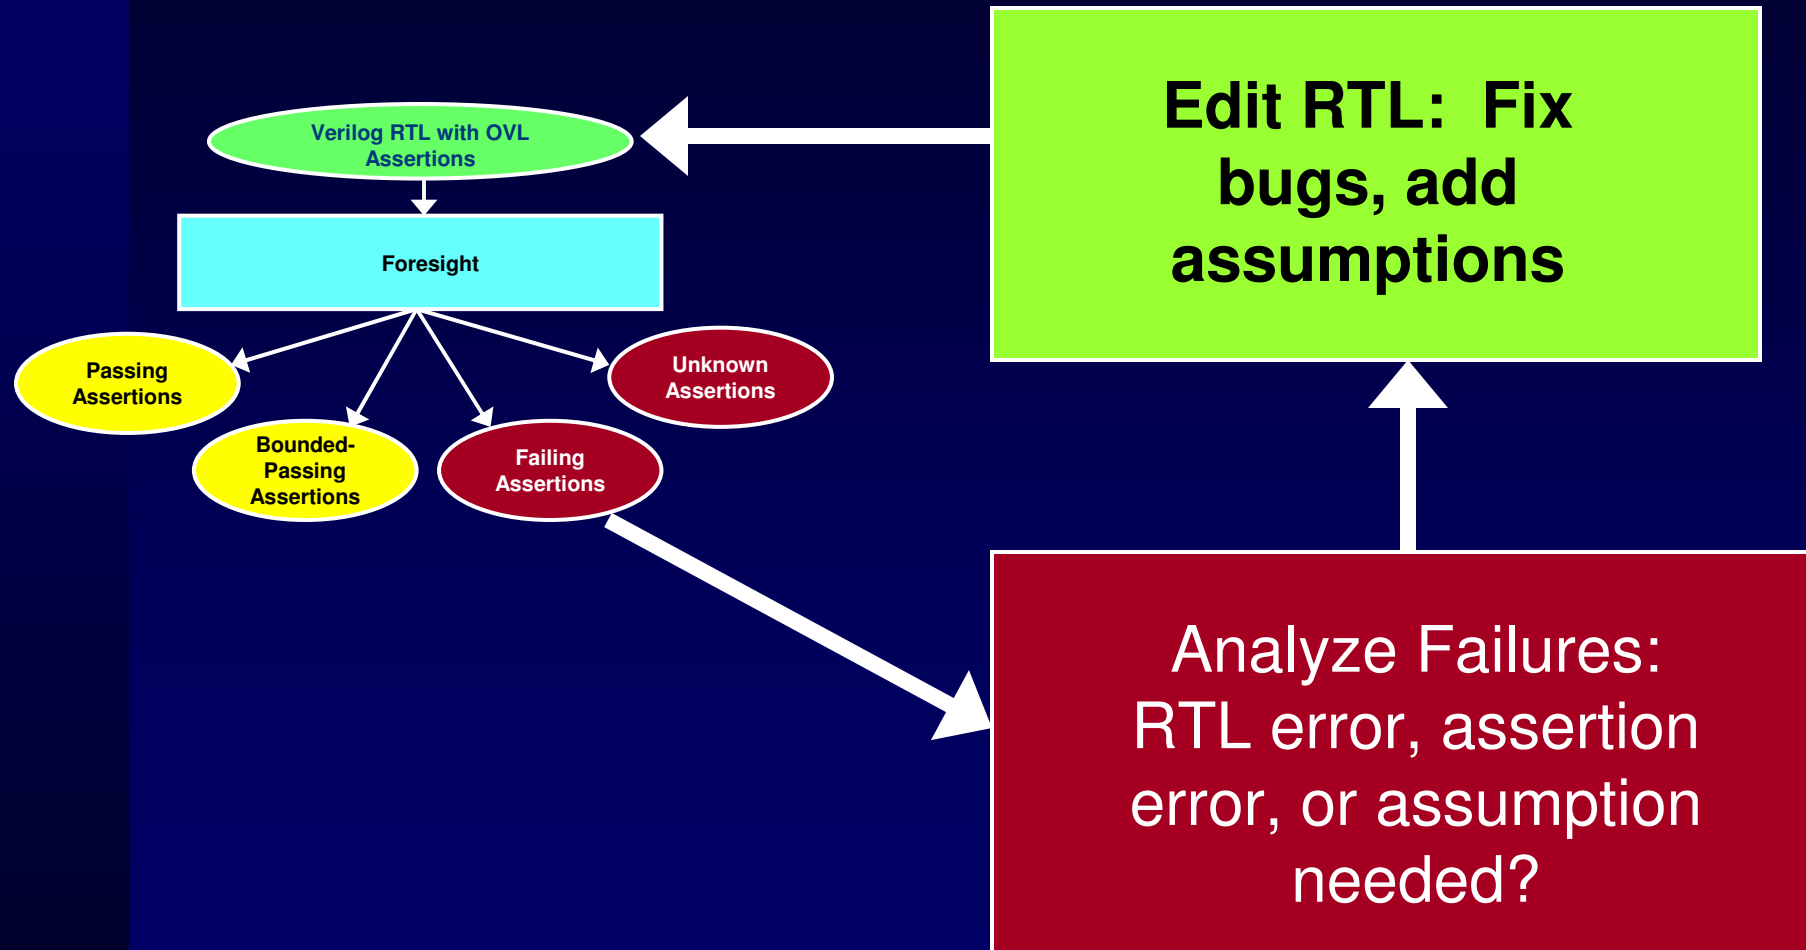 Verilog RTL with OVL
Assertions
Foresight
Passing
Assertions
Bounded-
Passing
Assertions
Failing
Assertions
Unknown
Assertions
Edit RTL:  Fix
bugs, add
assumptions
Analyze Failures:
RTL error, assertion
error, or assumption
needed?